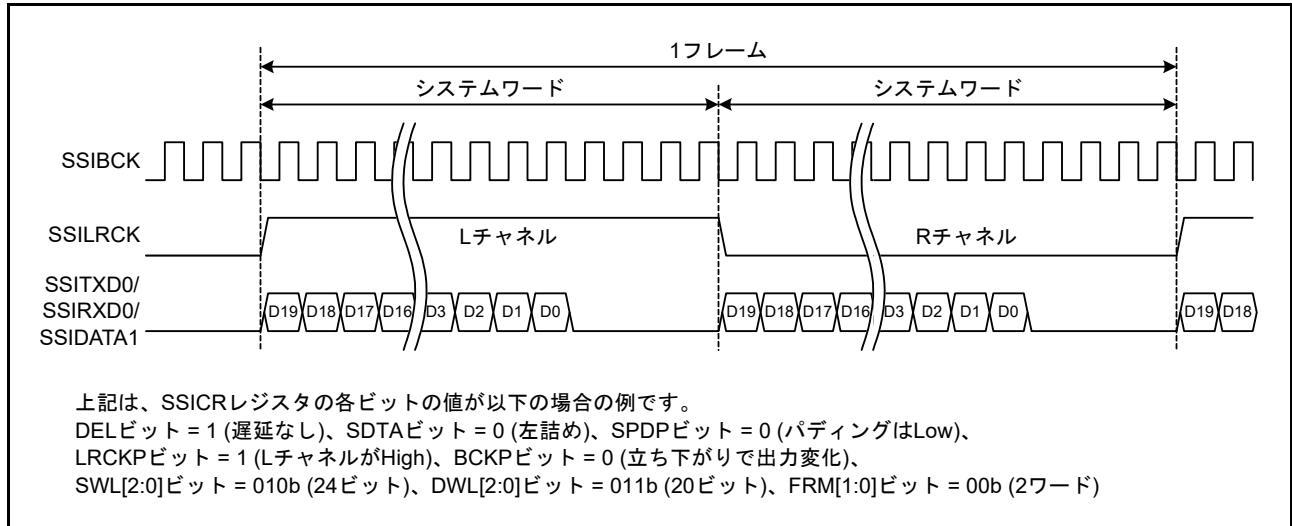 1フレーム
システムワード システムワード
SSIBCK
SSILRCK Lチャネル Rチャネル
SSITXD0/
SSIRXD0/
SSIDATA1
D19 D18 D17 D16 D3 D2 D1 D0 D19 D18 D17 D16 D3 D2 D1 D0 D19 D18
上記は、SSICRレジスタの各ビットの値が以下の場合の例です。
DELビット = 1 (遅延なし)、SDTAビット = 0 (左詰め)、SPDPビット = 0 (パディングはLow)、
LRCKPビット = 1 (LチャネルがHigh)、BCKPビット = 0 (立ち下がりで出力変化)、
SWL[2:0]ビット = 010b (24ビット)、DWL[2:0]ビット = 011b (20ビット)、FRM[1:0]ビット = 00b (2ワード)